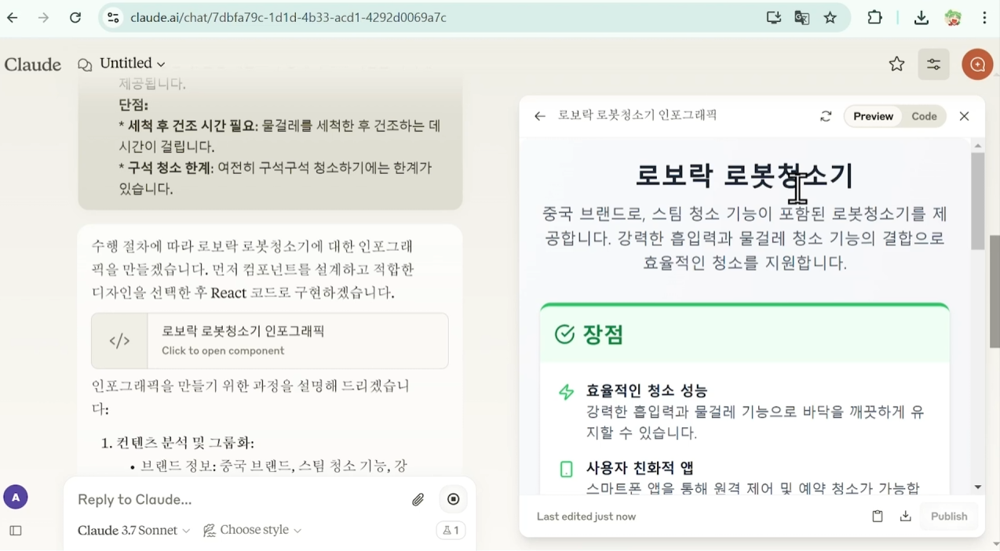 claude.ai/chat/7dbfa79c-1d1d-4b33-acd1-4292d0069a7c
Claude
Untitled
제공됩니다.
단점:
* 세척 후 건조 시간 필요: 물걸레를 세척한 후 건조하는 데
시간이 걸립니다.
* 구석 청소 한계: 여전히 구석구석 청소하기에는 한계가
있습니다.
수행 절차에 따라 로보락 로봇청소기에 대한 인포그래
픽을 만들겠습니다. 먼저 컴포넌트를 설계하고 적합한
디자인을 선택한 후 React 코드로 구현하겠습니다.
</>
로보락 로봇청소기 인포그래픽
Click to open component
인포그래픽을 만들기 위한 과정을 설명해 드리겠습니
다:
1. 컨텐츠 분석 및 그룹화:
• 브랜드 정보: 중국 브랜드, 스팀 청소 기능, 강
A
Reply to Claude...
Claude 3.7 Sonnet
Choose style
1
로보락 로봇청소기 인포그래픽
Preview
Code
로보락 로봇청소기
중국 브랜드로, 스팀 청소 기능이 포함된 로봇청소기를 제
공합니다. 강력한 흡입력과 물걸레 청소 기능의 결합으로
효율적인 청소를 지원합니다.
장점
효율적인 청소 성능
강력한 흡입력과 물걸레 기능으로 바닥을 깨끗하게 유
지할 수 있습니다.
사용자 친화적 앱
스마트폰 앱을 통해 원격 제어 및 예약 청소가 가능합
Last edited just now
Publish